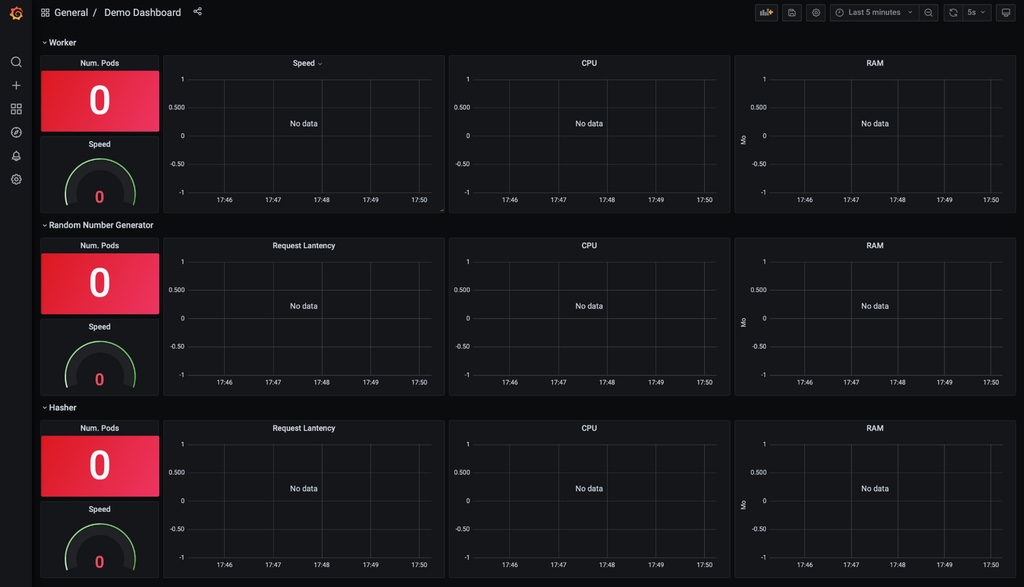 General / Demo Dashboard
Last 5 minutes
5s
Worker
Num. Pods
0
Speed
0
Speed
1
0.500
0
-0.50
-1
No data
17:46 17:47 17:48 17:49 17:50
CPU
1
0.500
0
-0.50
-1
No data
17:46 17:47 17:48 17:49 17:50
RAM
Mo
1
0.500
0
-0.50
-1
No data
17:46 17:47 17:48 17:49 17:50
Random Number Generator
Num. Pods
0
Speed
0
Request Lantency
1
0.500
0
-0.50
-1
No data
17:46 17:47 17:48 17:49 17:50
CPU
1
0.500
0
-0.50
-1
No data
17:46 17:47 17:48 17:49 17:50
RAM
Mo
1
0.500
0
-0.50
-1
No data
17:46 17:47 17:48 17:49 17:50
Hasher
Num. Pods
0
Speed
0
Request Lantency
1
0.500
0
-0.50
-1
No data
17:46 17:47 17:48 17:49 17:50
CPU
1
0.500
0
-0.50
-1
No data
17:46 17:47 17:48 17:49 17:50
RAM
Mo
1
0.500
0
-0.50
-1
No data
17:46 17:47 17:48 17:49 17:50